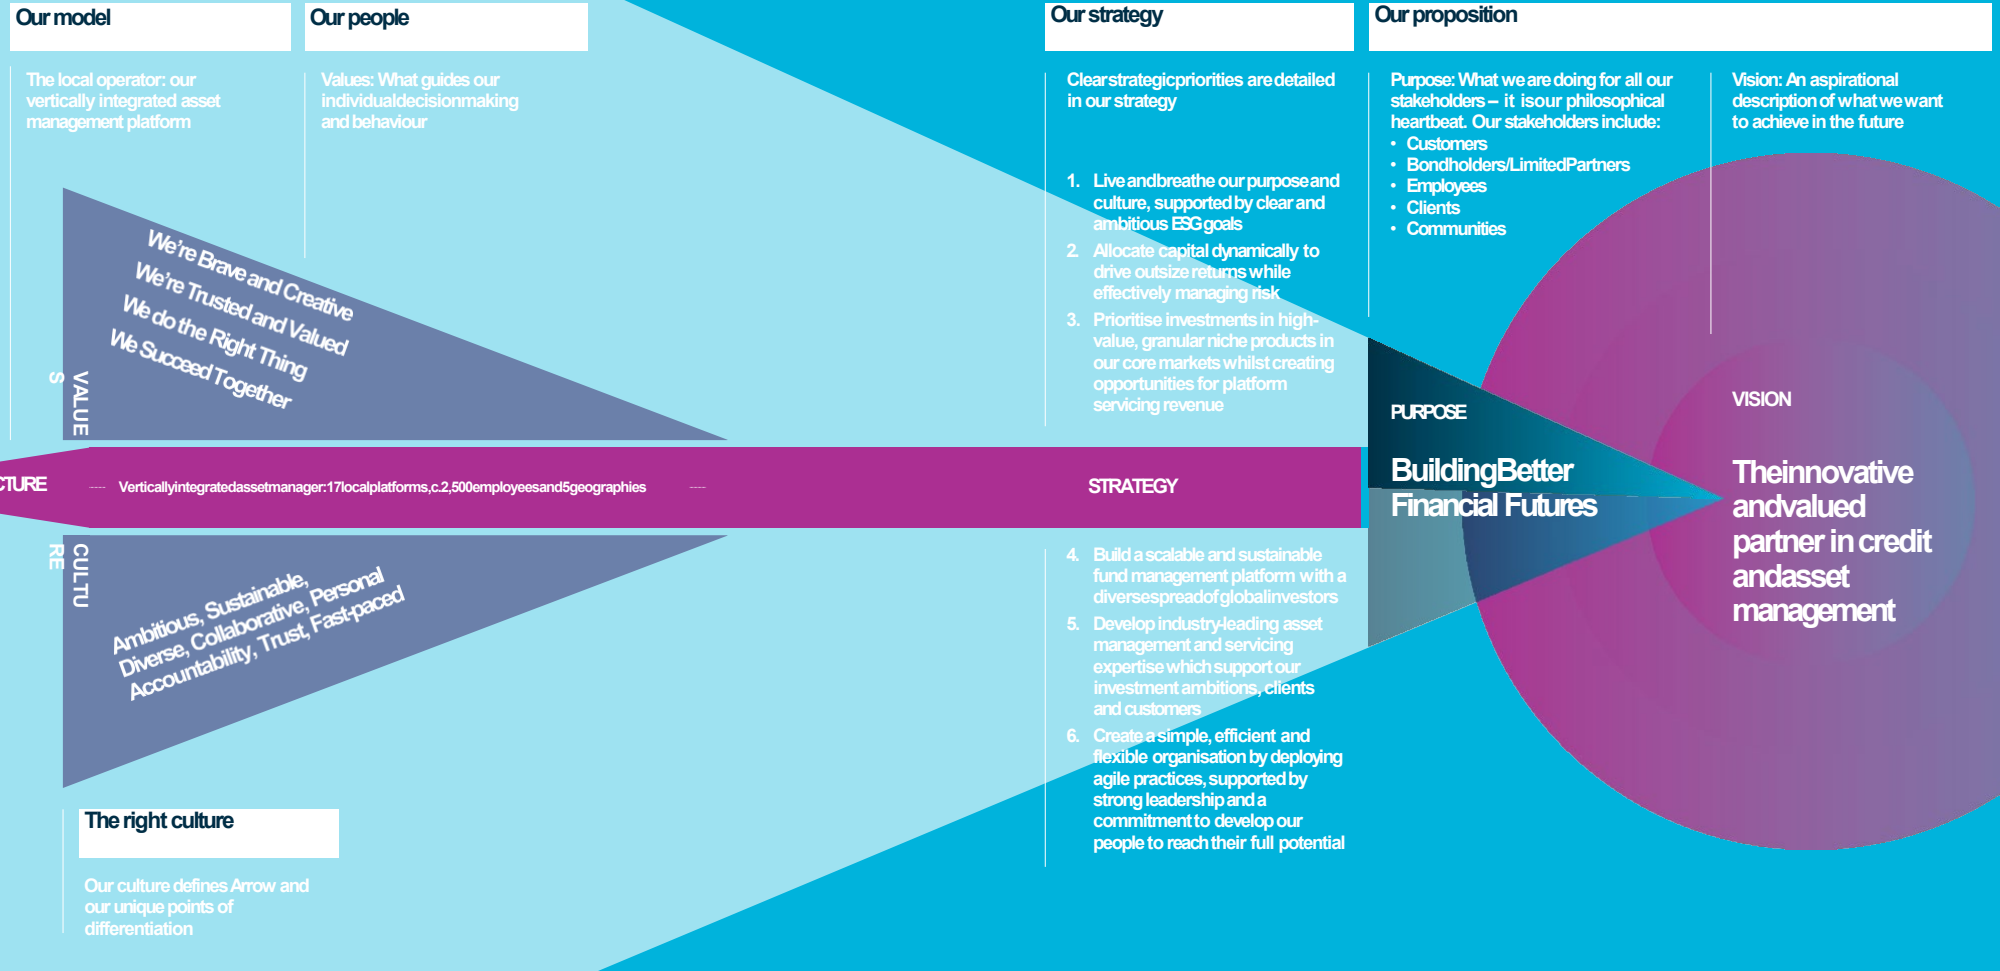 Our model
The local operator: our
vertically integrated asset
management platform
Our people
Values: What guides our
individualdecisionmaking
and behaviour
We're Brave and Creative
We're Trusted and Valued
We do the Right Thing
We Succeed Together
VALUE
S
CTURE
---- Verticallyintegratedassetmanager:17localplatforms,c.2,500employeesand5geographies ----
CULTU
RE
Ambitious, Sustainable,
Diverse, Collaborative, Personal
Accountability, Trust, Fast-paced
The right culture
Our culture defines Arrow and
our unique points of
differentiation
Our strategy
Clearstrategicpriorities are detailed
in our strategy
1. Live andbreathe our purpose and
culture, supported by clear and
ambitious ESG goals
2. Allocate capital dynamically to
drive outsize returns while
effectively managing risk
3. Prioritise investments in high-
value, granular niche products in
our core markets whilst creating
opportunities for platform
servicing revenue
STRATEGY
4. Build a scalable and sustainable
fund management platform with a
diversespreadofglobalinvestors
5. Develop industry-leading asset
management and servicing
expertise which support our
investment ambitions, clients
and customers
6. Create a simple, efficient and
flexible organisation by deploying
agile practices, supported by
strong leadership and a
commitment to develop our
people to reach their full potential
Our proposition
Purpose: What we are doing for all our
stakeholders – it isour philosophical
heartbeat. Our stakeholders include:
• Customers
• Bondholders/LimitedPartners
• Employees
• Clients
• Communities
PURPOSE
BuildingBetter
Financial Futures
Vision: An aspirational
description of what we want
to achieve in the future
VISION
Theinnovative
andvalued
partner in credit
andasset
management